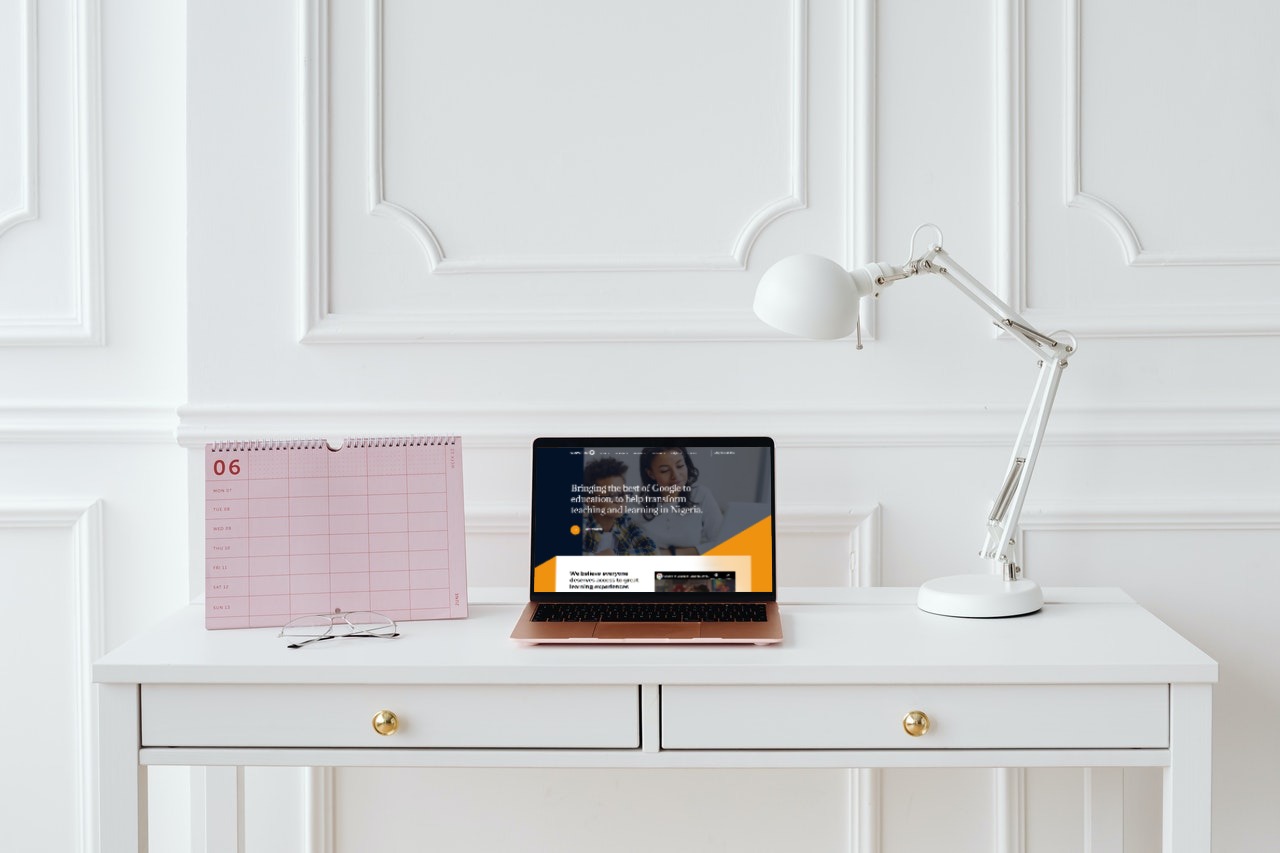 06
MON 07
TUE 08
WED 09
THU 10
FRI 11
SAT 12
SUN 13
JUNE
Bringing the best of Google to
education, to help transform
teaching and learning in Nigeria.
We believe everyone
deserves access to great
learning experiences